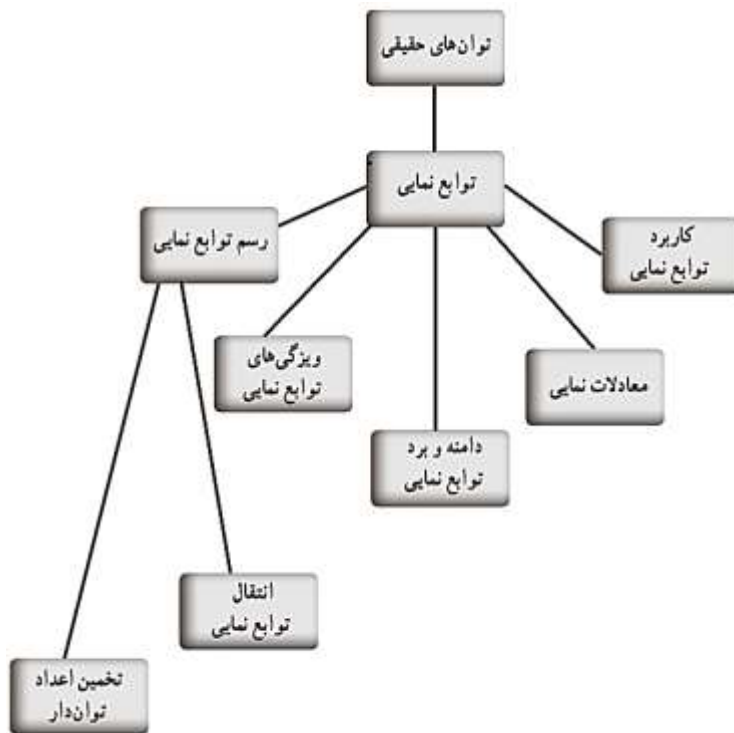 توان‌های حقیقی
توابع نمایی
رسم توابع نمایی
کاربرد
توابع نمایی
ویژگی‌های
توابع نمایی
معادلات نمایی
دامنه و برد
توابع نمایی
انتقال
توابع نمایی
تخمین اعداد
توان‌دار